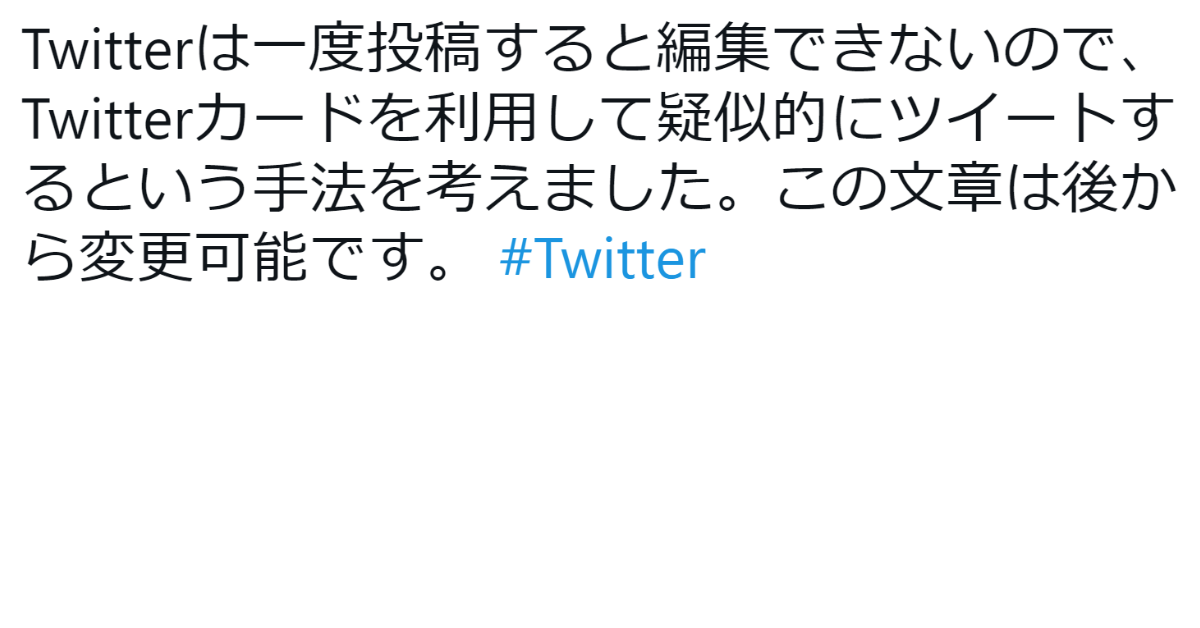 Twitterは一度投稿すると編集できないので、
Twitterカードを利用して疑似的にツイートす
るという手法を考えました。この文章は後か
ら変更可能です。 #Twitter